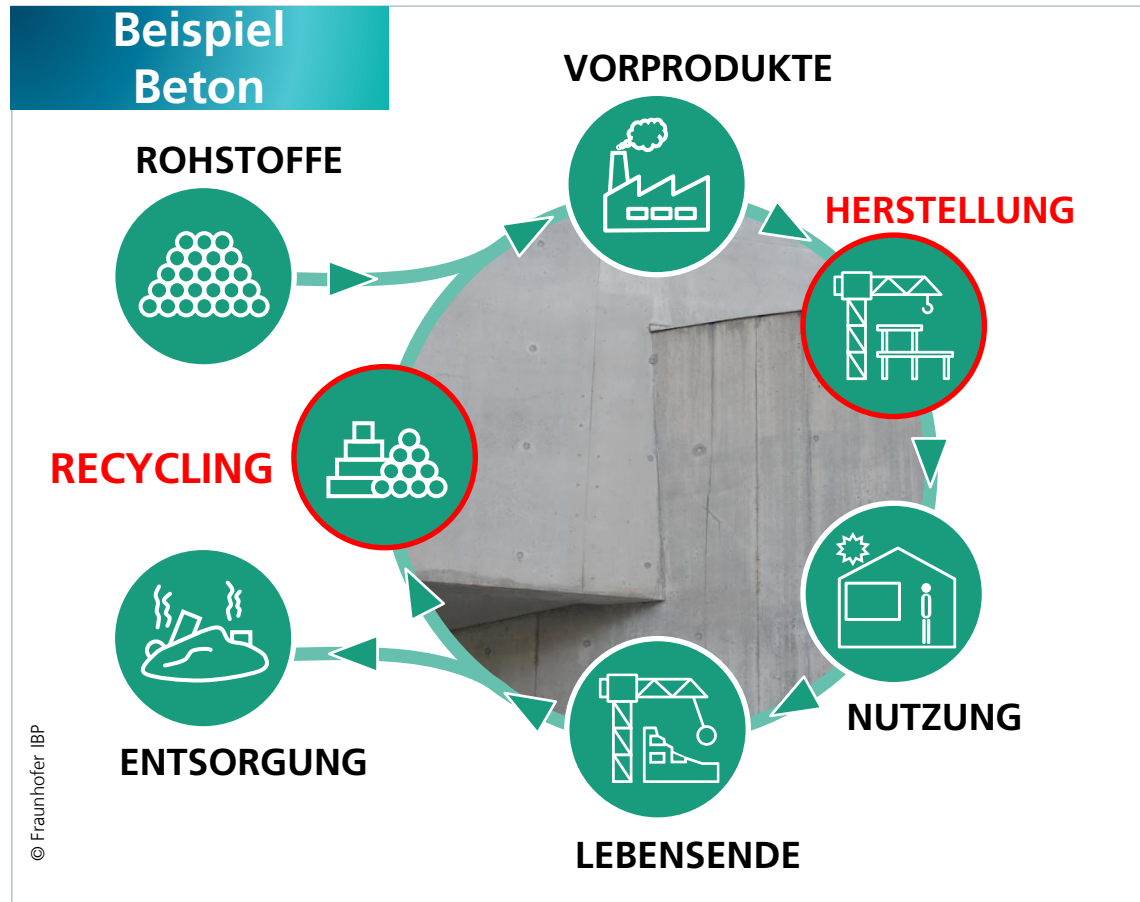 Beispiel
Beton
VORPRODUKTE
ROHSTOFFE
HERSTELLUNG
RECYCLING
NUTZUNG
ENTSORGUNG
LEBENSENDE
© Fraunhofer IBP